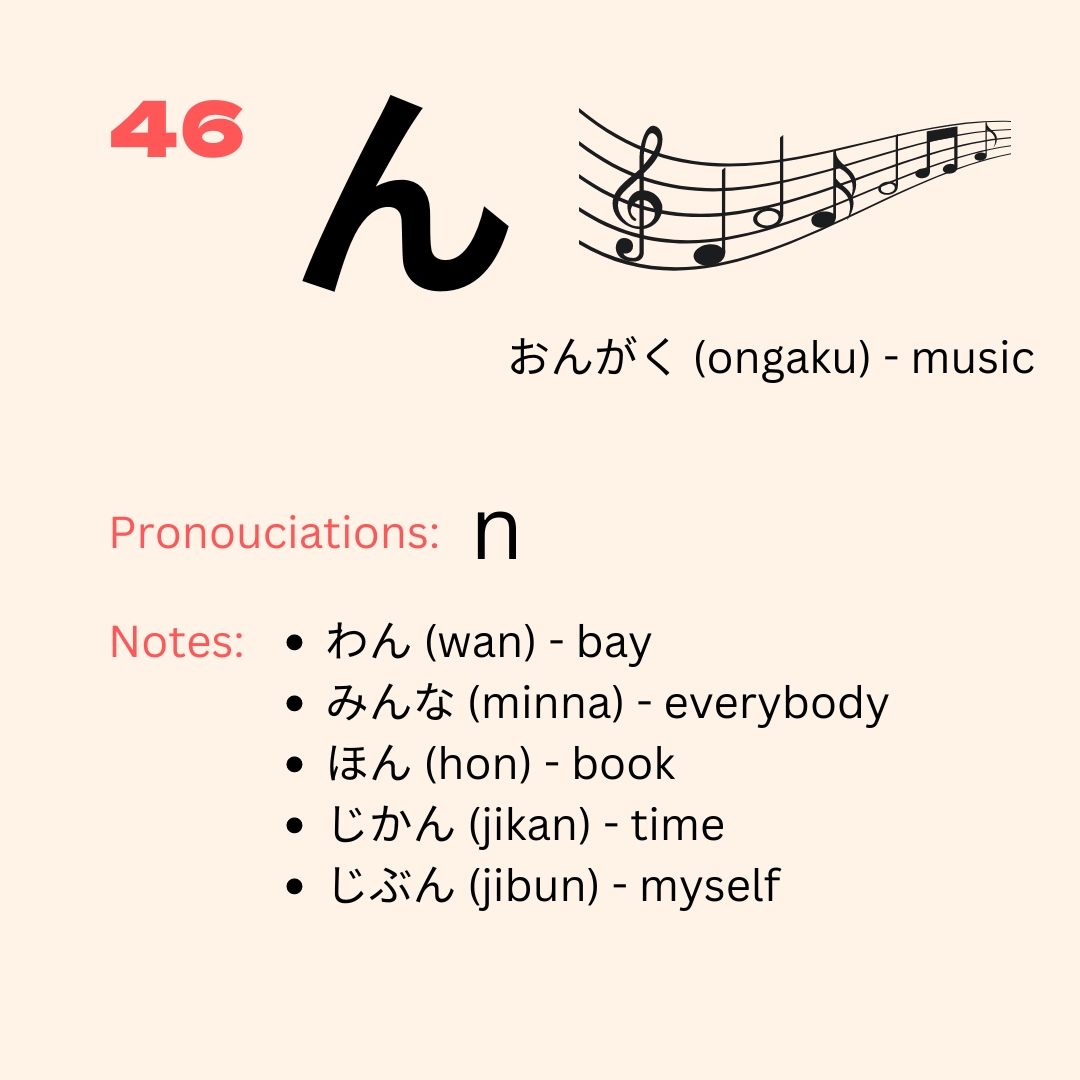 46
ん
おんがく (ongaku) - music
Pronouciations: n
Notes:
• わん (wan) - bay
• みんな (minna) - everybody
• ほん (hon) - book
• じかん (jikan) - time
• じぶん (jibun) - myself